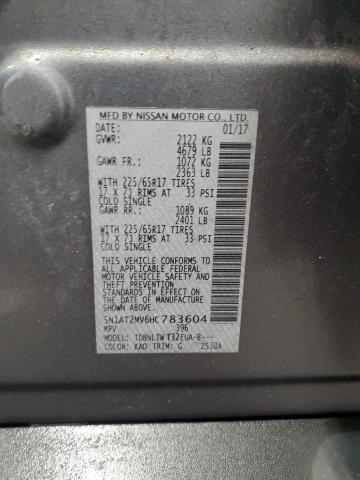 MFD BY NISSAN MOTOR CO., LTD.
DATE: 01/17
GVWR: 2122 KG
4679 LB
GAWR FR.: 1072 KG
2363 LB
WITH 225/65R17 TIRES
17 X 7J RIMS AT 33 PSI
COLD SINGLE
GAWR RR.: 1089 KG
2401 LB
WITH 225/65R17 TIRES
17 X 7J RIMS AT 33 PSI
COLD SINGLE
THIS VEHICLE CONFORMS TO
ALL APPLICABLE FEDERAL
MOTOR VEHICLE SAFETY
THEFT PREVENTION
STANDARDS IN EFFECT ON
THE DATE OF MANUFACTURE
SHOWN ABOVE.
5N1AT2MV6HC783604
MPV 396
MODEL: TDBNLTW T32EUA-B---
COLOR: KAD TRIM: G Z530A